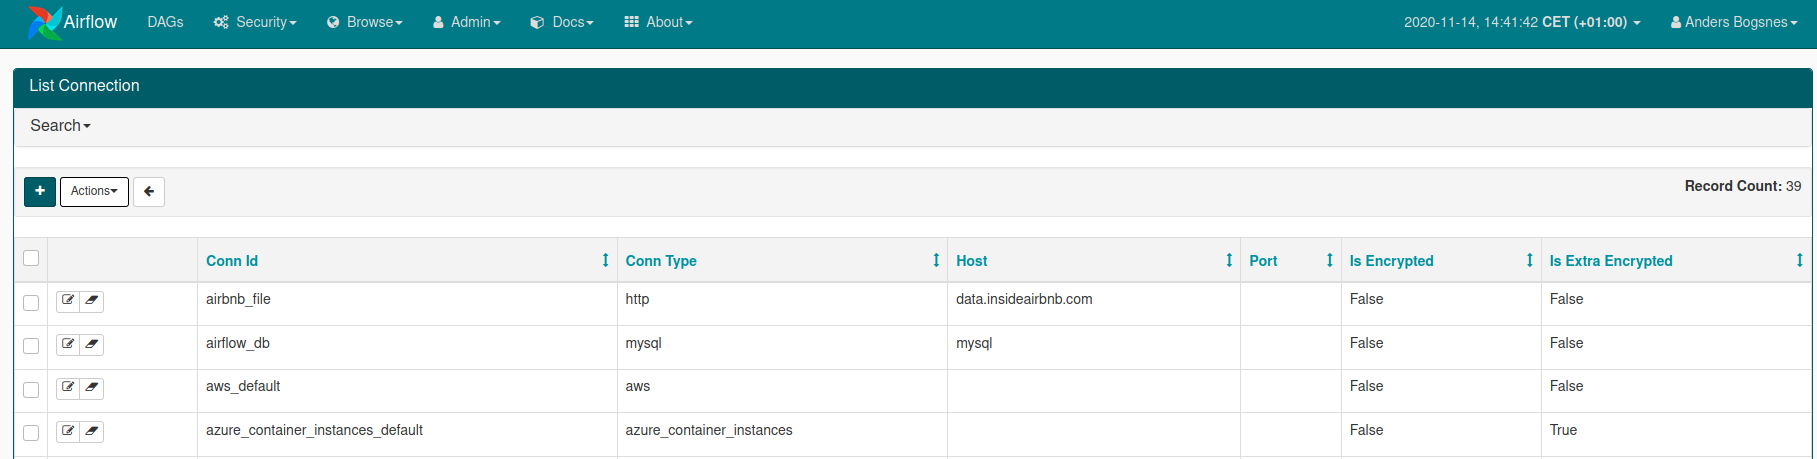 Airflow DAGs Security Browse Admin Docs About 2020-11-14, 14:41:42 CET (+01:00) Anders Bogsnes
List Connection
Search
+ Actions Record Count: 39
Conn Id Conn Type Host Port Is Encrypted Is Extra Encrypted
airbnb_file http data.insideairbnb.com False False
airflow_db mysql mysql False False
aws_default aws False False
azure_container_instances_default azure_container_instances False True